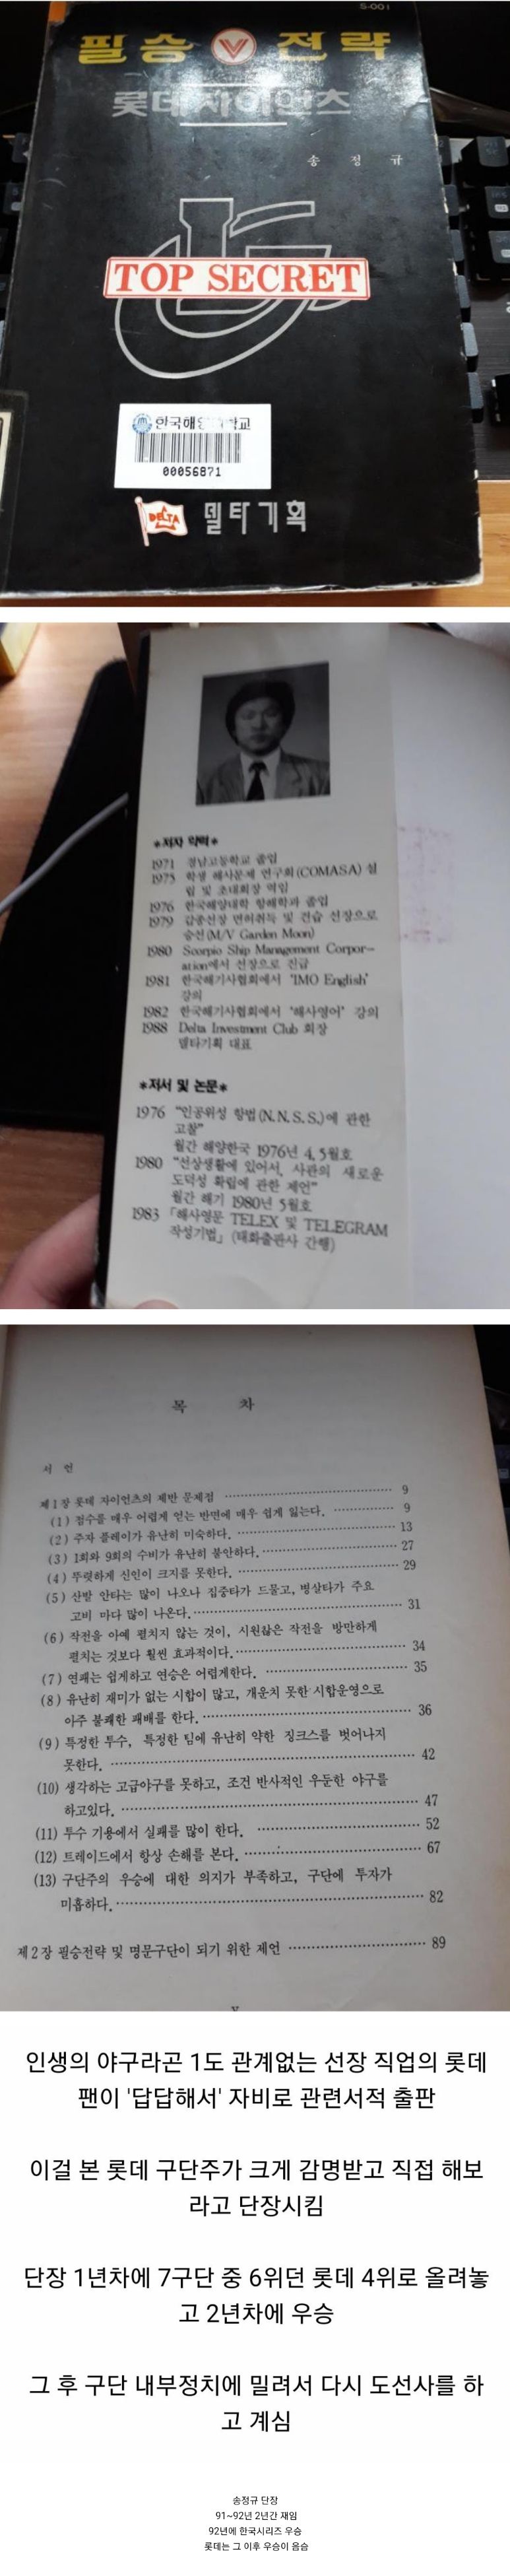 S-001
필승 V 전략
롯데자이언츠
송 정 규
TOP SECRET
한국해양대학교
00056871
DELTA 델타기획
*저자 약력*
1971 경남고등학교 졸업
1975 학생 해사문제 연구회(COMASA) 설
립 및 초대회장 역임
1976 한국해양대학 항해학과 졸업
1979 갑종선장 면허취득 및 견습 선장으로
승선(M/V Garden Moon)
1980 Scorpio Ship Management Corpor-
ation에서 선장으로 진급
1981 한국해기사협회에서 "IMO English"
강의
1982 한국해기사협회에서 "해사영어" 강의
1988 Delta Investment Club 회장
델타기획 대표
*저서 및 논문*
1976 "인공위성 항법(N.N.S.S.)에 관한
고찰"
월간 해양한국 1976년 4, 5월호
1980 "선상생활에 있어서, 사관의 새로운
도덕성 확립에 관한 제언"
월간 해기 1980년 5월호
1983 「해사영문 TELEX 및 TELEGRAM
작성기법」(태화출판사 간행)
목 차
서 언
제1장 롯데 자이언츠의 제반 문제점 9
(1) 점수를 매우 어렵게 얻는 반면에 매우 쉽게 잃는다. 9
(2) 주자 플레이가 유난히 미숙하다. 13
(3) 1회와 9회의 수비가 유난히 불안하다. 27
(4) 뚜렷하게 신인이 크지를 못한다. 29
(5) 산발 안타는 많이 나오나 집중타가 드물고, 병살타가 주요
고비 마다 많이 나온다. 31
(6) 작전을 아예 펼치지 않는 것이, 시원찮은 작전을 방만하게
펼치는 것보다 훨씬 효과적이다. 34
(7) 연패는 쉽게하고 연승은 어렵게한다. 35
(8) 유난히 재미가 없는 시합이 많고, 개운치 못한 시합운영으로
아주 불쾌한 패배를 한다. 36
(9) 특정한 투수, 특정한 팀에 유난히 약한 징크스를 벗어나지
못한다. 42
(10) 생각하는 고급야구를 못하고, 조건 반사적인 우둔한 야구를
하고있다. 47
(11) 투수 기용에서 실패를 많이 한다. 52
(12) 트레이드에서 항상 손해를 본다. 67
(13) 구단주의 우승에 대한 의지가 부족하고, 구단에 투자가
미흡하다. 82
제2장 필승전략 및 명문구단이 되기 위한 제언 89
V
인생의 야구라곤 1도 관계없는 선장 직업의 롯데
팬이 '답답해서' 자비로 관련서적 출판
이걸 본 롯데 구단주가 크게 감명받고 직접 해보
라고 단장시킴
단장 1년차에 7구단 중 6위던 롯데 4위로 올려놓
고 2년차에 우승
그 후 구단 내부정치에 밀려서 다시 도선사를 하
고 계심
송정규 단장
91~92년 2년간 재임
92년에 한국시리즈 우승
롯데는 그 이후 우승이 음슴